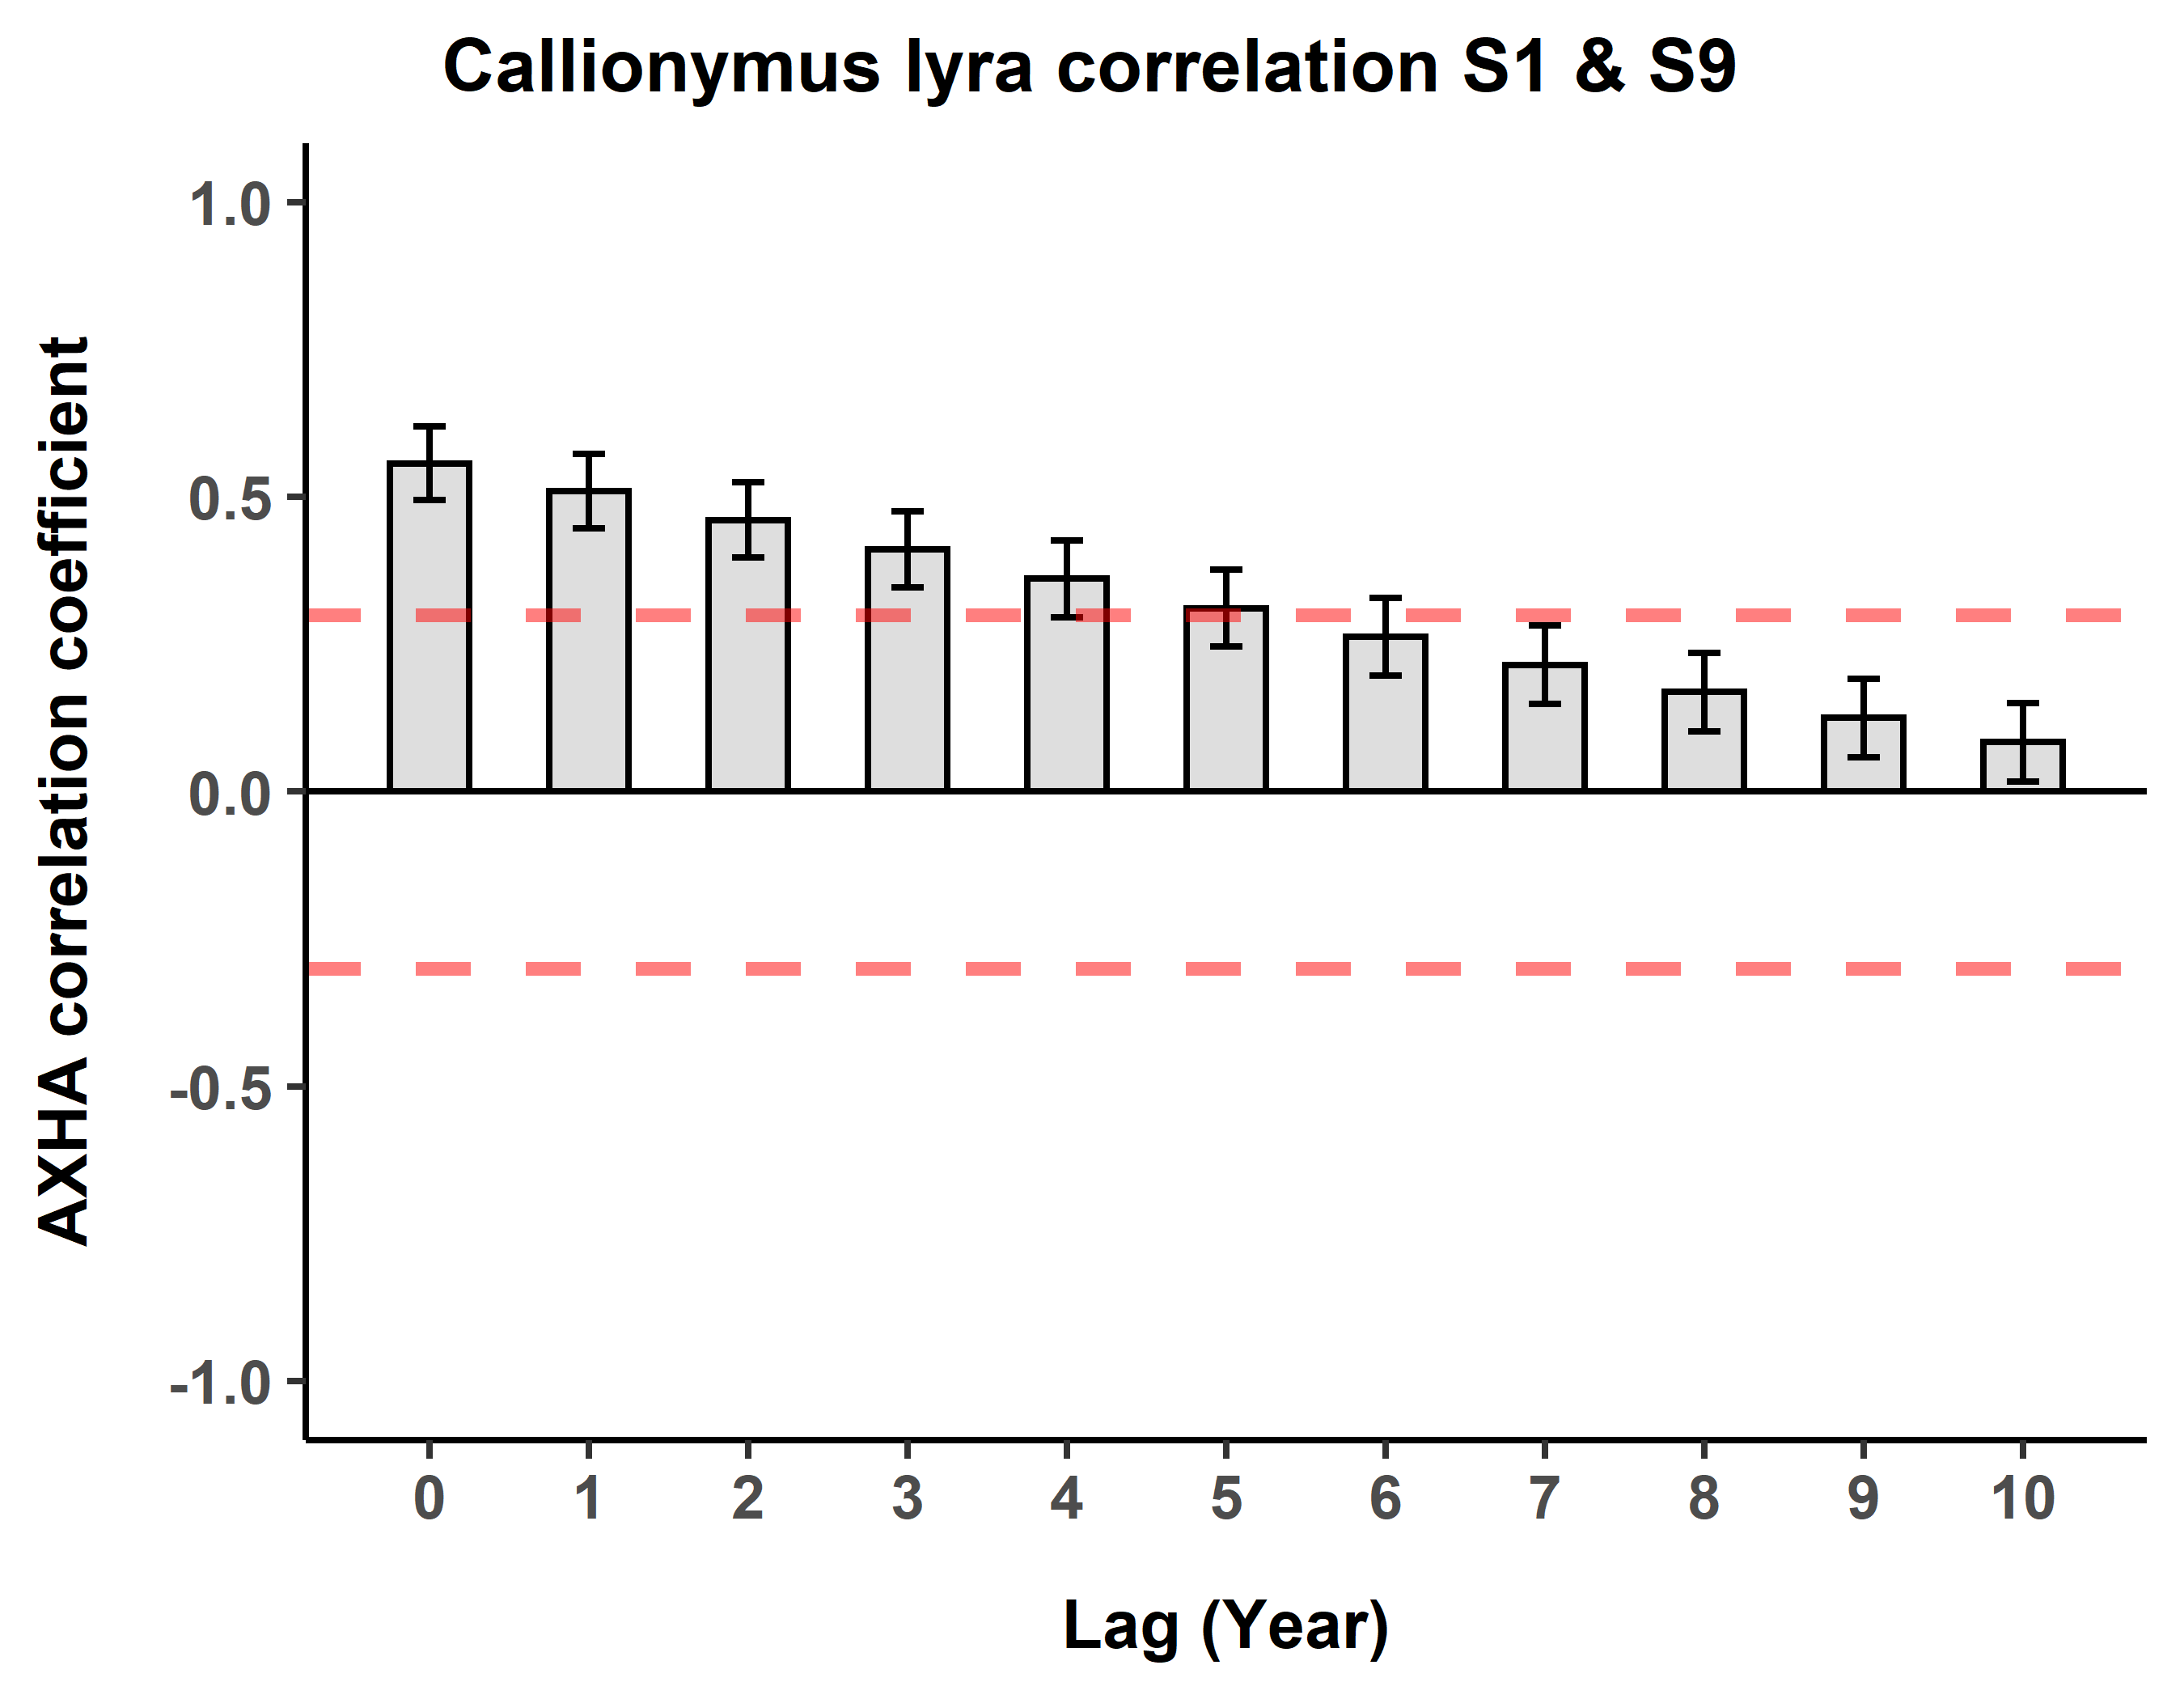 Callionymus lyra correlation S1 & S9
AXHA correlation coefficient
1.0
0.5
0.0
-0.5
-1.0
0 1 2 3 4 5 6 7 8 9 10
Lag (Year)